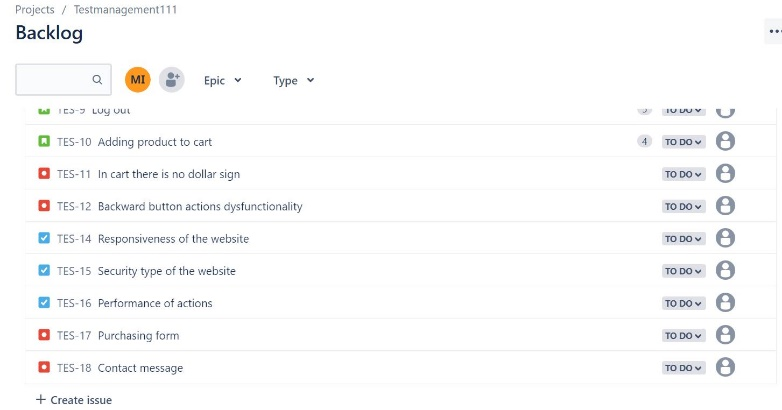 Projects / Testmanagement111
Backlog
MI Epic Type
TES-9 Log out 3 TO DO
TES-10 Adding product to cart 4 TO DO
TES-11 In cart there is no dollar sign TO DO
TES-12 Backward button actions dysfunctionality TO DO
TES-14 Responsiveness of the website TO DO
TES-15 Security type of the website TO DO
TES-16 Performance of actions TO DO
TES-17 Purchasing form TO DO
TES-18 Contact message TO DO
+ Create issue